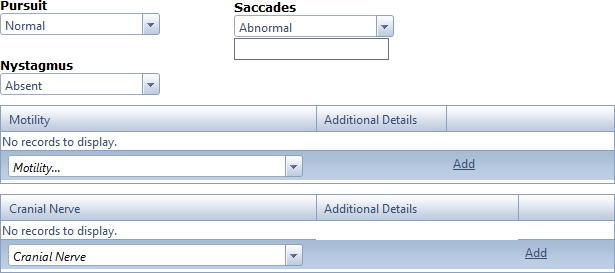 Pursuit
Saccades
Normal
Abnormal
Nystagmus
Absent
Motility Additional Details
No records to display.
Motility... Add
Cranial Nerve Additional Details
No records to display.
Cranial Nerve Add